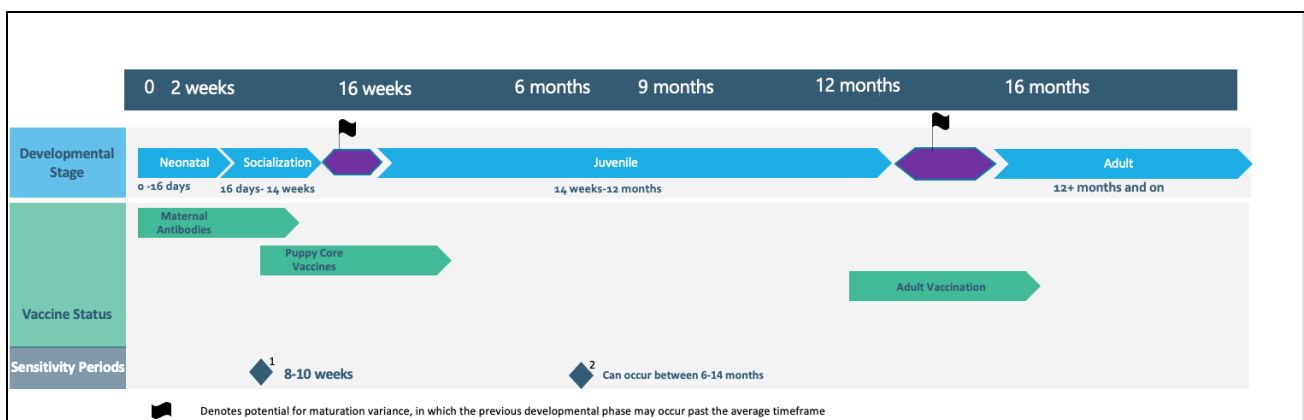 0 2 weeks 16 weeks 6 months 9 months 12 months 16 months
Developmental
Stage
Neonatal Socialization Juvenile Adult
0 -16 days 16 days- 14 weeks 14 weeks-12 months 12+ months and on
Maternal
Antibodies
Puppy Core
Vaccines
Adult Vaccination
Vaccine Status
Sensitivity Periods
1 8-10 weeks
2 Can occur between 6-14 months
Denotes potential for maturation variance, in which the previous developmental phase may occur past the average timeframe